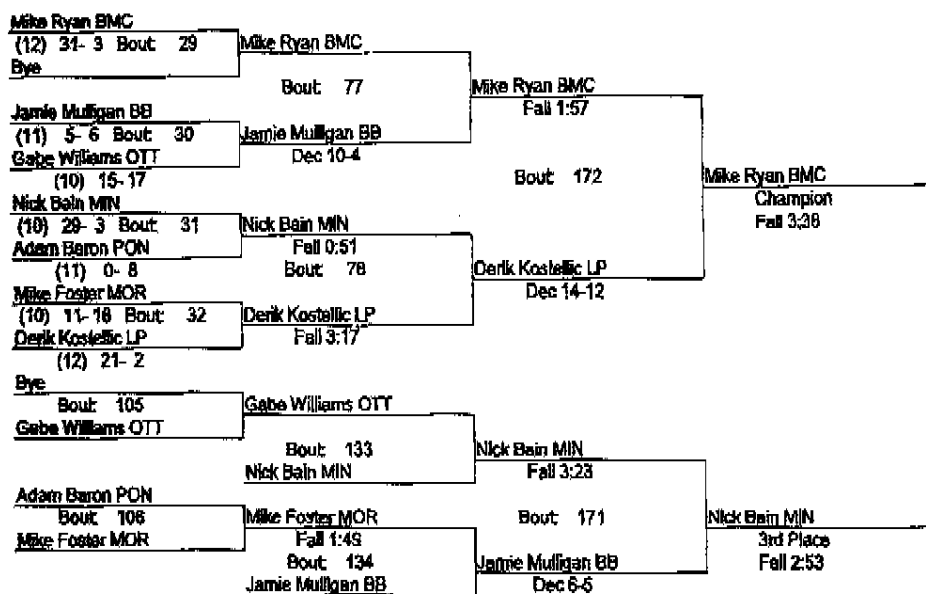 Mike Ryan BMC
(12) 31- 3 Bout: 29
Bye
Mike Ryan BMC
Bout: 77
Jamie Mulligan BB
(11) 5- 6 Bout: 30
Gabe Williams OTT
(10) 15-17
Jamie Mulligan BB
Dec 10-4
Mike Ryan BMC
Fall 1:57
Nick Bain MIN
(10) 29- 3 Bout: 31
Adam Baron PON
(11) 0- 8
Nick Bain MIN
Fall 0:51
Bout: 78
Mike Foster MOR
(10) 11-16 Bout: 32
Derik Kostellic LP
(12) 21- 2
Derik Kostellic LP
Fall 3:17
Derik Kostellic LP
Dec 14-12
Bout: 172
Mike Ryan BMC
Champion
Fall 3:38
Bye
Bout: 105
Gabe Williams OTT
Gabe Williams OTT
Bout: 133
Nick Bain MIN
Nick Bain MIN
Fall 3:23
Adam Baron PON
Bout: 106
Mike Foster MOR
Mike Foster MOR
Fall 1:49
Bout: 134
Jamie Mulligan BB
Jamie Mulligan BB
Dec 6-5
Bout: 171
Nick Bain MIN
3rd Place
Fall 2:53